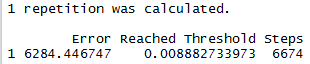 1 repetition was calculated.
Error Reached Threshold Steps
1 6284.446747 0.008882733973 6674